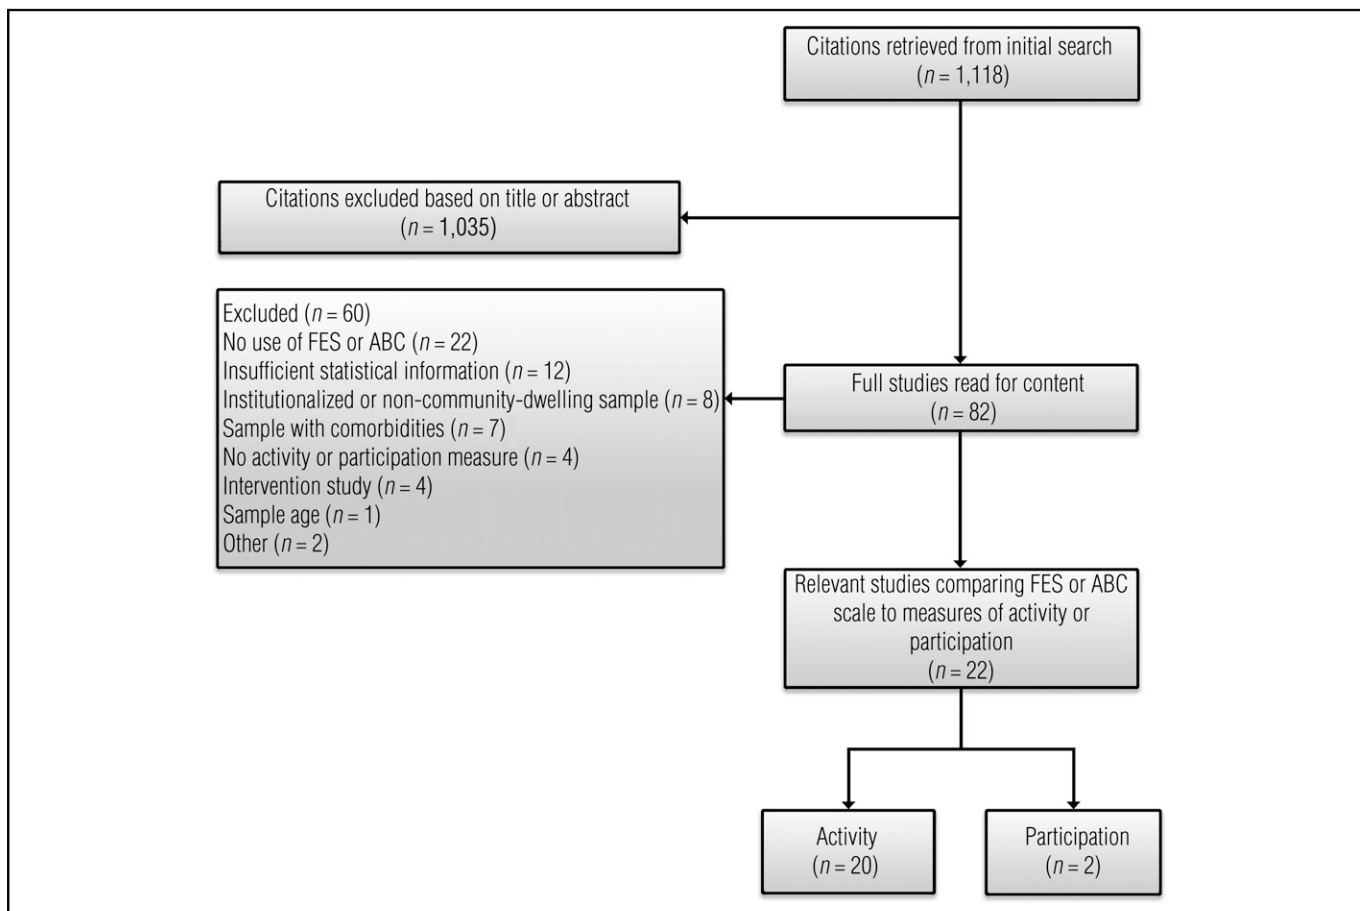 Citations retrieved from initial search
(n = 1,118)
Citations excluded based on title or abstract
(n = 1,035)
Excluded (n = 60)
No use of FES or ABC (n = 22)
Insufficient statistical information (n = 12)
Institutionalized or non-community-dwelling sample (n = 8)
Sample with comorbidities (n = 7)
No activity or participation measure (n = 4)
Intervention study (n = 4)
Sample age (n = 1)
Other (n = 2)
Full studies read for content
(n = 82)
Relevant studies comparing FES or ABC
scale to measures of activity or
participation
(n = 22)
Activity
(n = 20)
Participation
(n = 2)